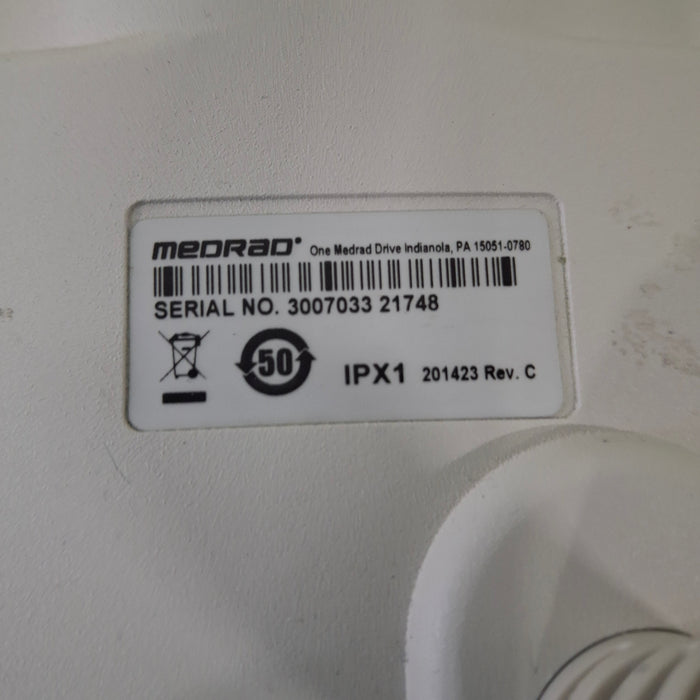 MEDRAD® One Medrad Drive Indianola, PA 15051-0780
SERIAL NO. 3007033 21748
50 IPX1 201423 Rev. C